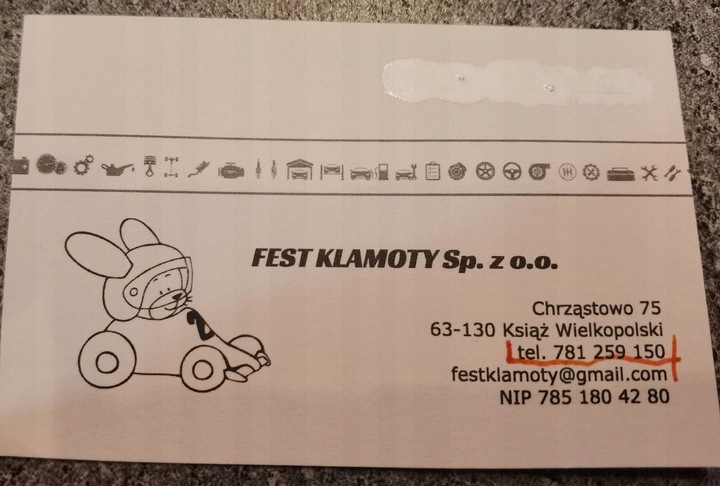 FEST KLAMOTY Sp. z o.o.
2
Chrząstowo 75
63-130 Książ Wielkopolski
tel. 781 259 150
festklamoty@gmail.com
NIP 785 180 42 80